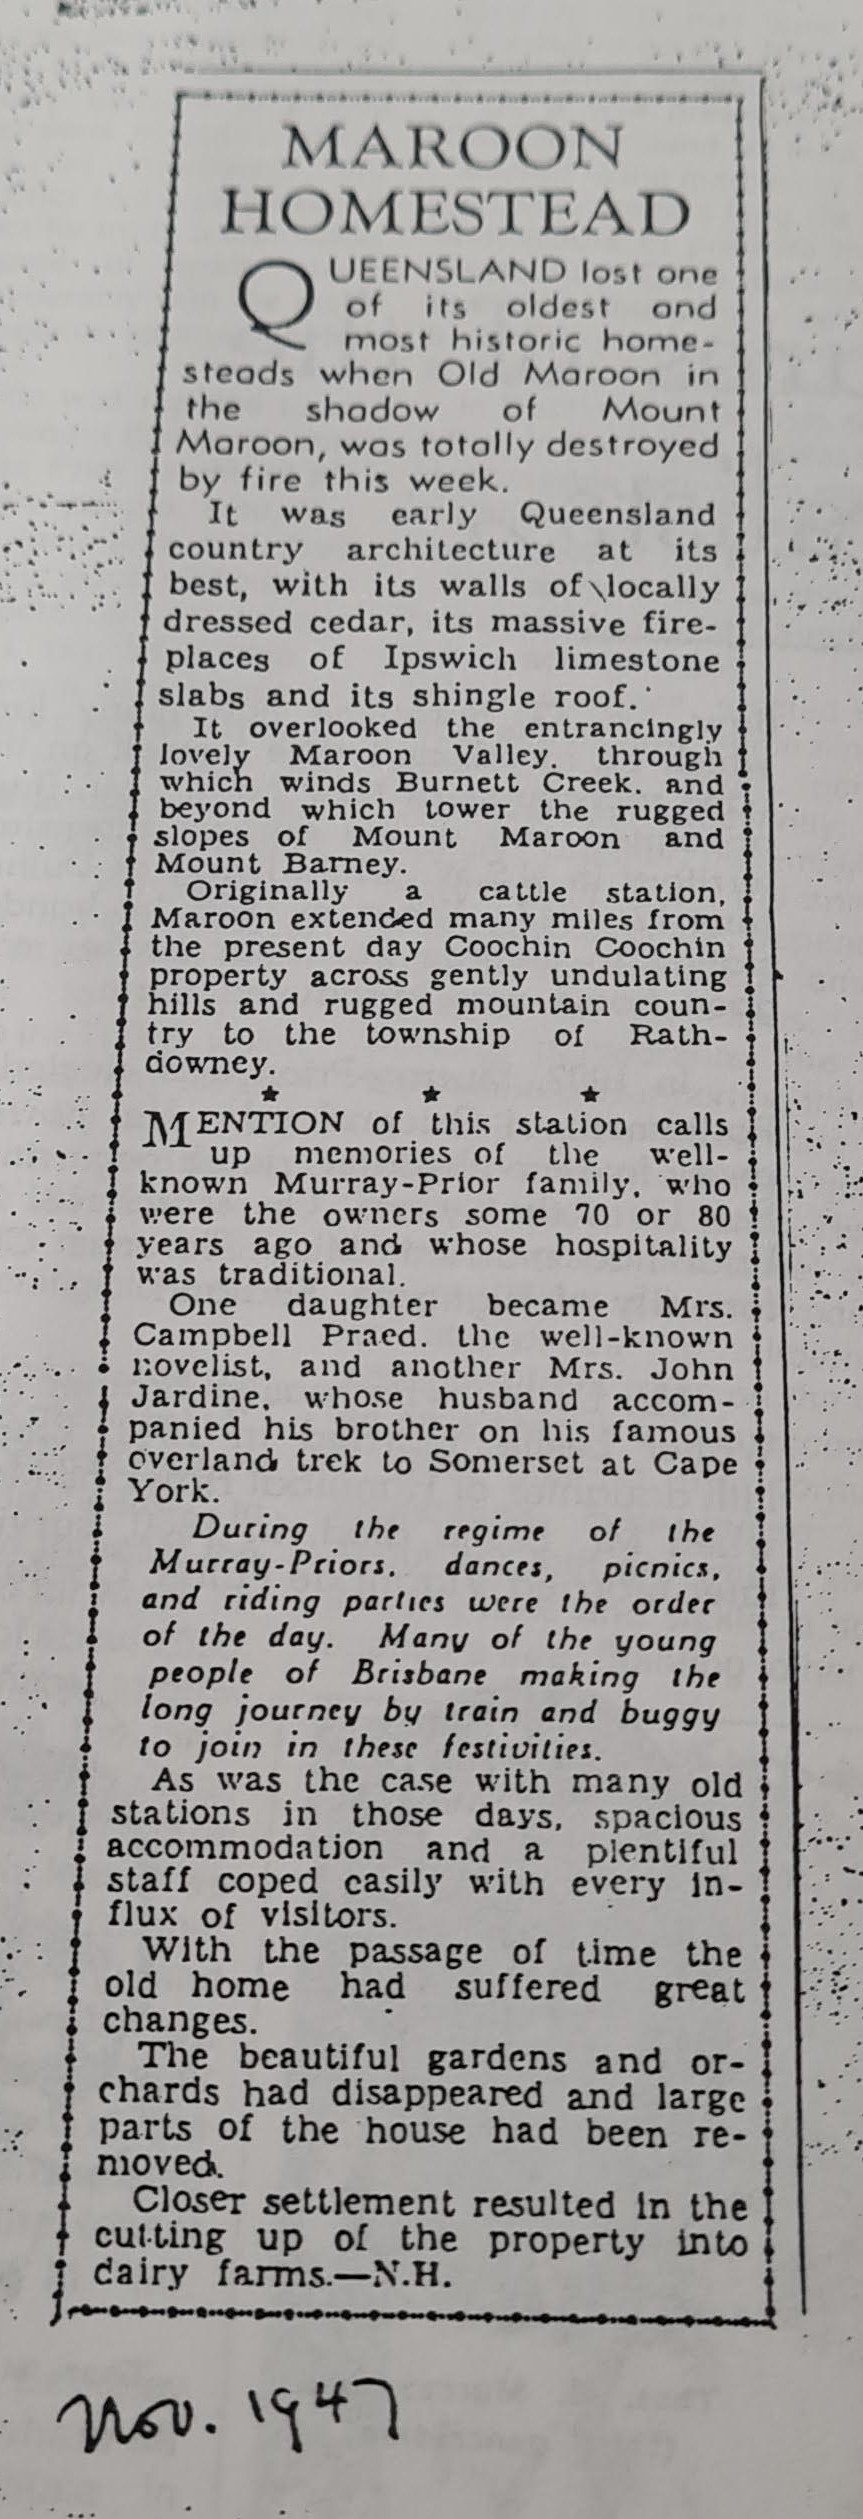 MAROON
HOMESTEAD
QUEENSLAND lost one
of its oldest and
most historic home-
steads when Old Maroon in
the shadow of Mount
Maroon, was totally destroyed
by fire this week.
It was early Queensland
country architecture at its
best, with its walls of locally
dressed cedar, its massive fire-
places of Ipswich limestone
slabs and its shingle roof.
It overlooked the entrancingly
lovely Maroon Valley, through
which winds Burnett Creek, and
beyond which tower the rugged
slopes of Mount Maroon and
Mount Barney.
Originally a cattle station,
Maroon extended many miles from
the present day Coochin Coochin
property across gently undulating
hills and rugged mountain coun-
try to the township of Rath-
downey.
★ ★ ★
MENTION of this station calls
up memories of the well-
known Murray-Prior family, who
were the owners some 70 or 80
years ago and whose hospitality
was traditional.
One daughter became Mrs.
Campbell Praed, the well-known
novelist, and another Mrs. John
Jardine, whose husband accom-
panied his brother on his famous
overland trek to Somerset at Cape
York.
During the regime of the
Murray-Priors, dances, picnics,
and riding parties were the order
of the day. Many of the young
people of Brisbane making the
long journey by train and buggy
to join in these festivities.
As was the case with many old
stations in those days, spacious
accommodation and a plentiful
staff coped easily with every in-
flux of visitors.
With the passage of time the
old home had suffered great
changes.
The beautiful gardens and or-
chards had disappeared and large
parts of the house had been re-
moved.
Closer settlement resulted in the
cutting up of the property into
dairy farms.—N.H.
Nov. 1947